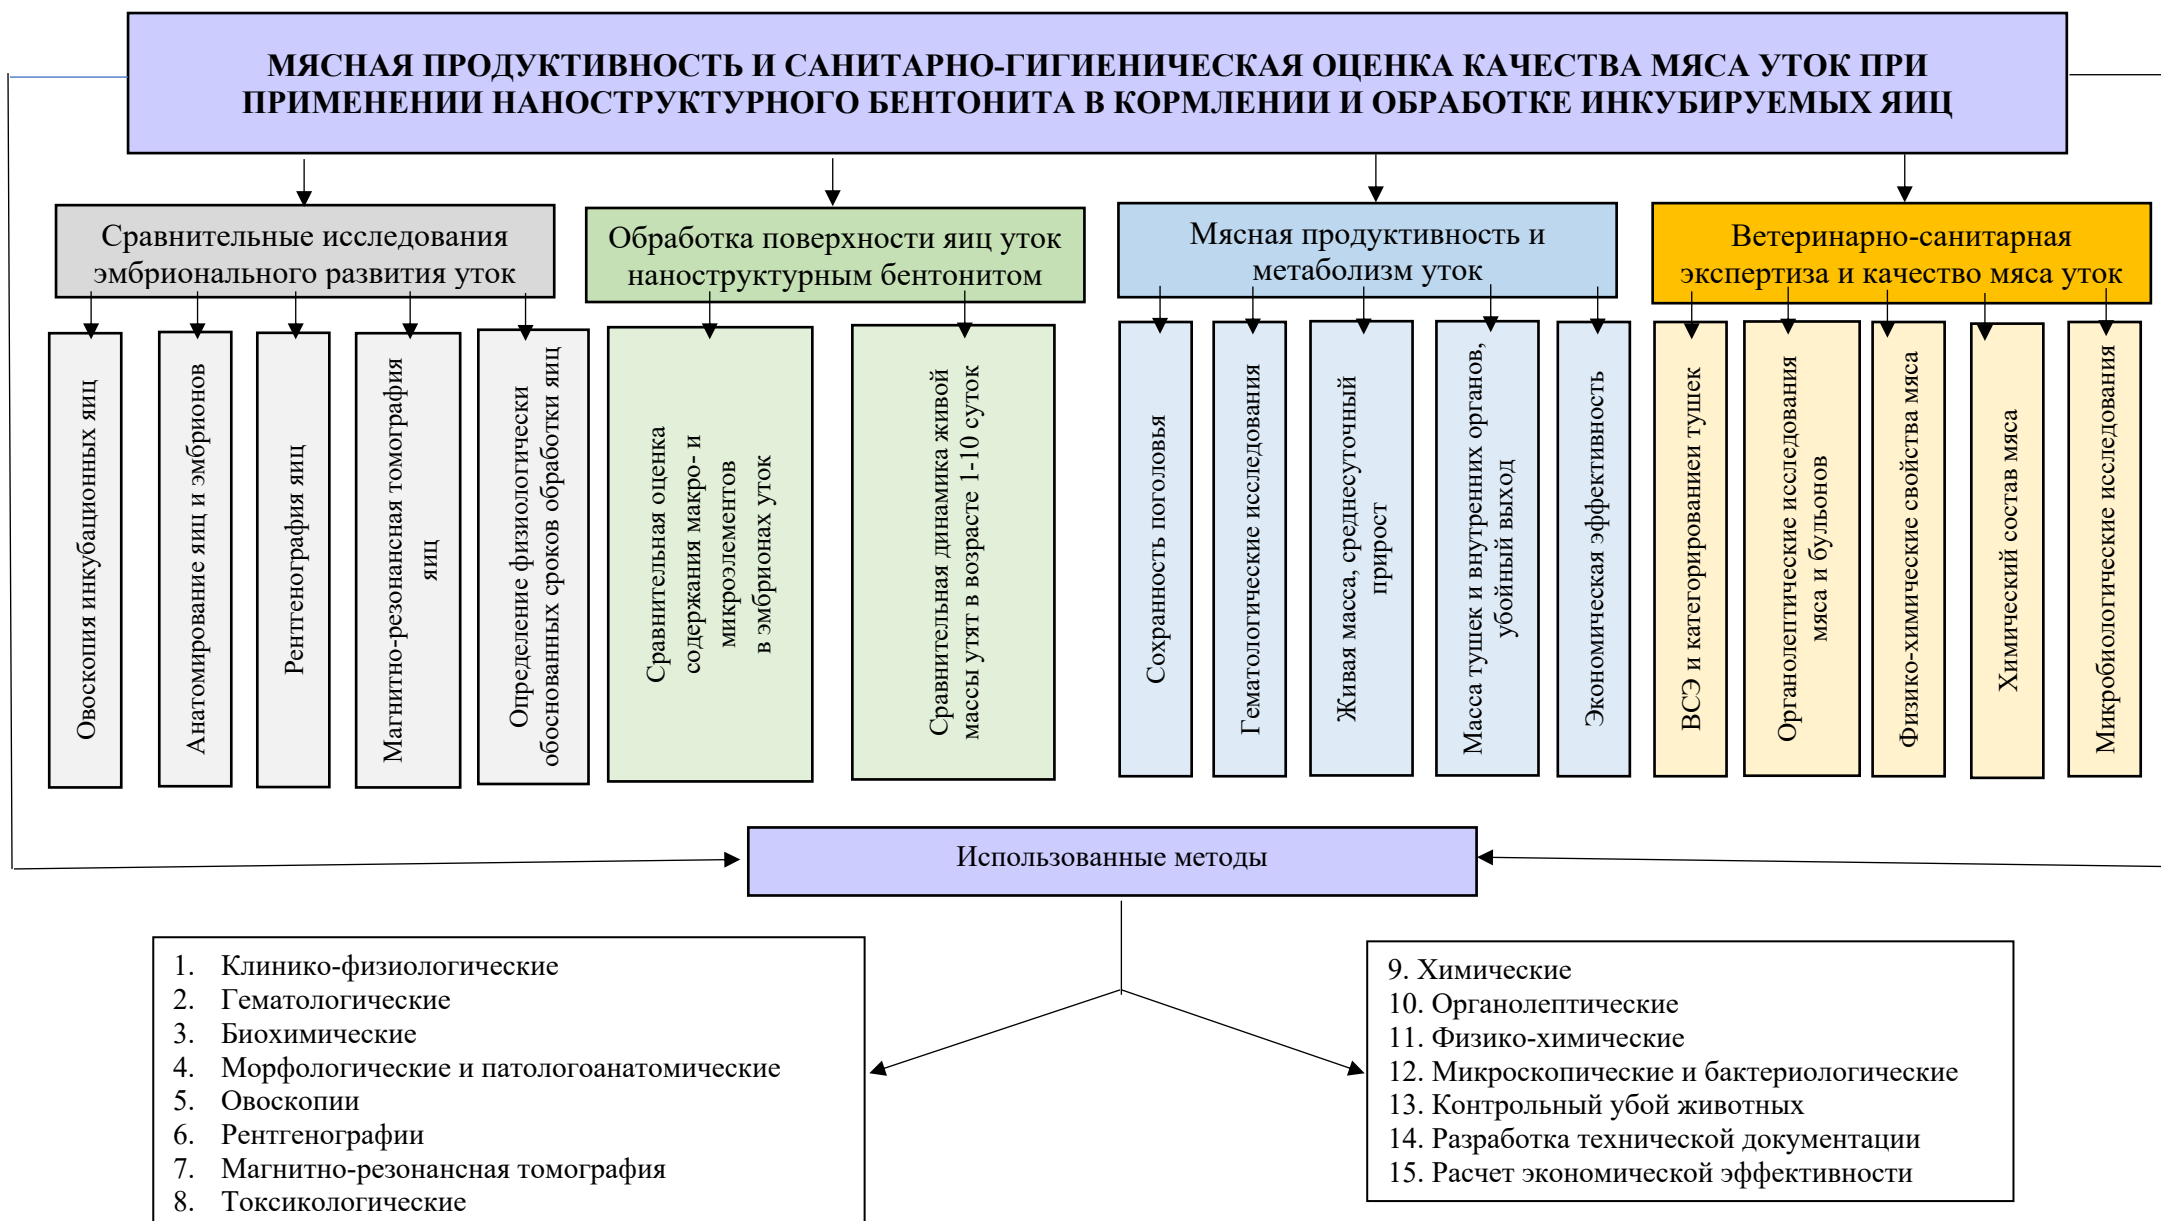 МЯСНАЯ ПРОДУКТИВНОСТЬ И САНИТАРНО-ГИГИЕНИЧЕСКАЯ ОЦЕНКА КАЧЕСТВА МЯСА УТОК ПРИ
ПРИМЕНЕНИИ НАНОСТРУКТУРНОГО БЕНТОНИТА В КОРМЛЕНИИ И ОБРАБОТКЕ ИНКУБИРУЕМЫХ ЯИЦ
Сравнительные исследования
эмбрионального развития уток
Обработка поверхности яиц уток
наноструктурным бентонитом
Мясная продуктивность и
метаболизм уток
Ветеринарно-санитарная
экспертиза и качество мяса уток
Овоскопия инкубационных яиц
Анатомирование яиц и эмбрионов
Рентгенография яиц
Магнитно-резонансная томография
яиц
Определение физиологически
обоснованных сроков обработки яиц
Сравнительная оценка
содержания макро- и
микроэлементов
в эмбрионах уток
Сравнительная динамика живой
массы утят в возрасте 1-10 суток
Сохранность поголовья
Гематологические исследования
Живая масса, среднесуточный
прирост
Масса тушек и внутренних органов,
убойный выход
Экономическая эффективность
ВСЭ и категорировании тушек
Органолептические исследования
мяса и бульонов
Физико-химические свойства мяса
Химический состав мяса
Микробиологические исследования
Использованные методы
1. Клинико-физиологические
2. Гематологические
3. Биохимические
4. Морфологические и патологоанатомические
5. Овоскопии
6. Рентгенографии
7. Магнитно-резонансная томография
8. Токсикологические
9. Химические
10. Органолептические
11. Физико-химические
12. Микроскопические и бактериологические
13. Контрольный убой животных
14. Разработка технической документации
15. Расчет экономической эффективности